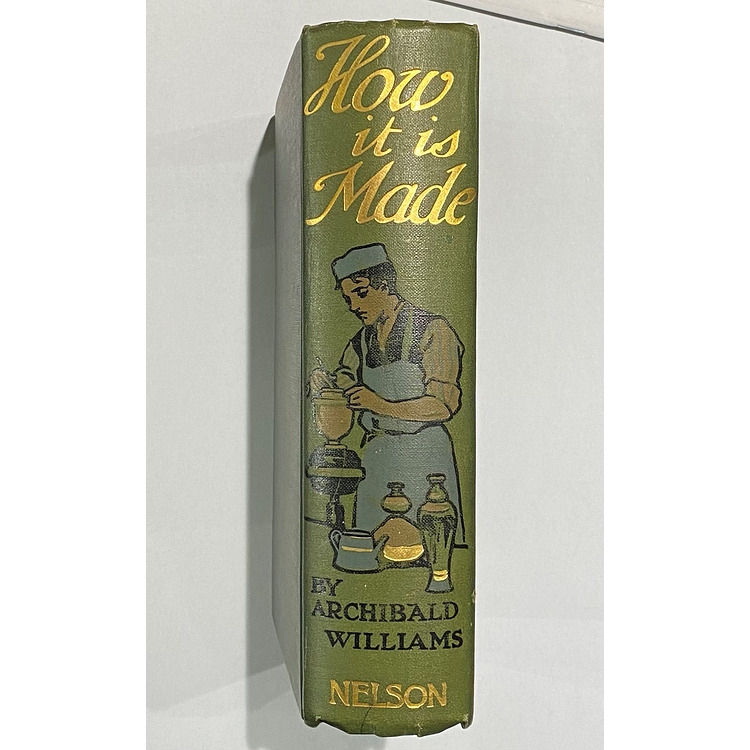 How
it is
Made
BY
ARCHIBALD
WILLIAMS
NELSON